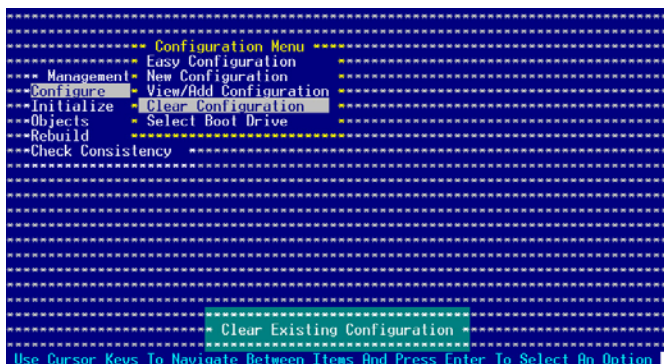 Configuration Menu
Easy Configuration
Management
New Configuration
Configure
View/Add Configuration
Initialize
Clear Configuration
Objects
Select Boot Drive
Rebuild
Check Consistency
Clear Existing Configuration
Use Cursor Keys To Navigate Between Items And Press Enter To Select An Option